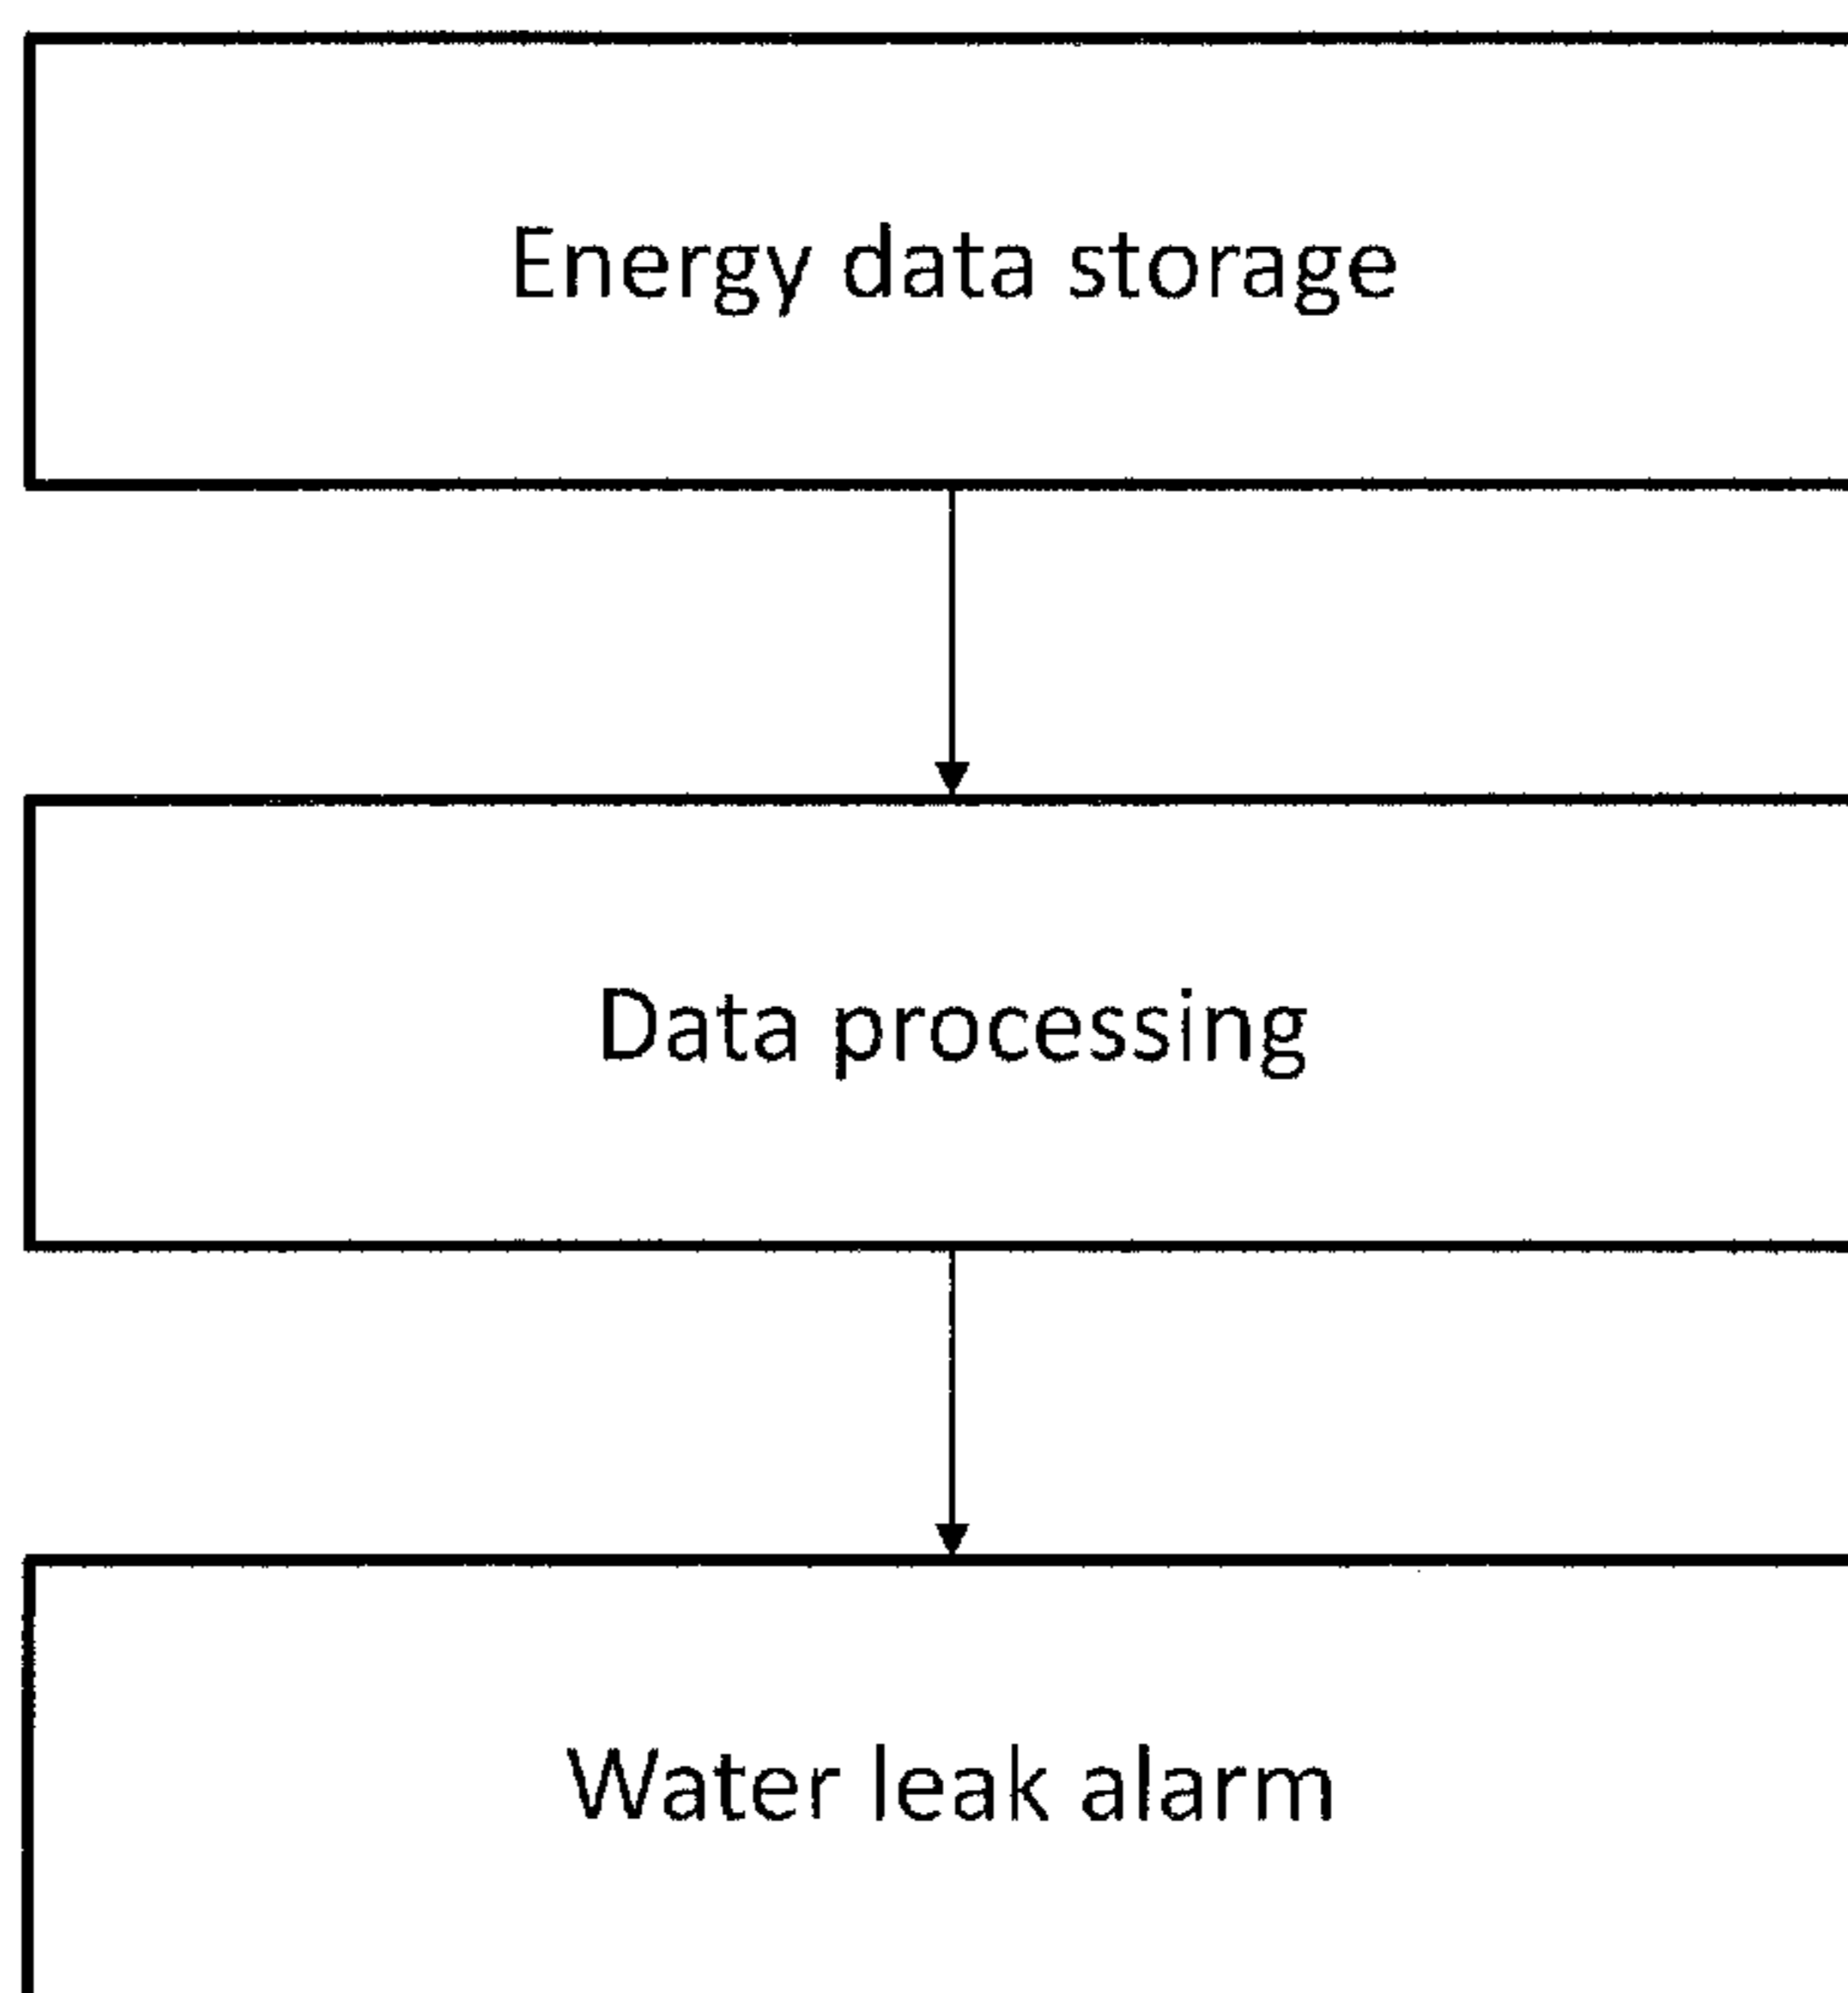 Energy data storage
Data processing
Water leak alarm